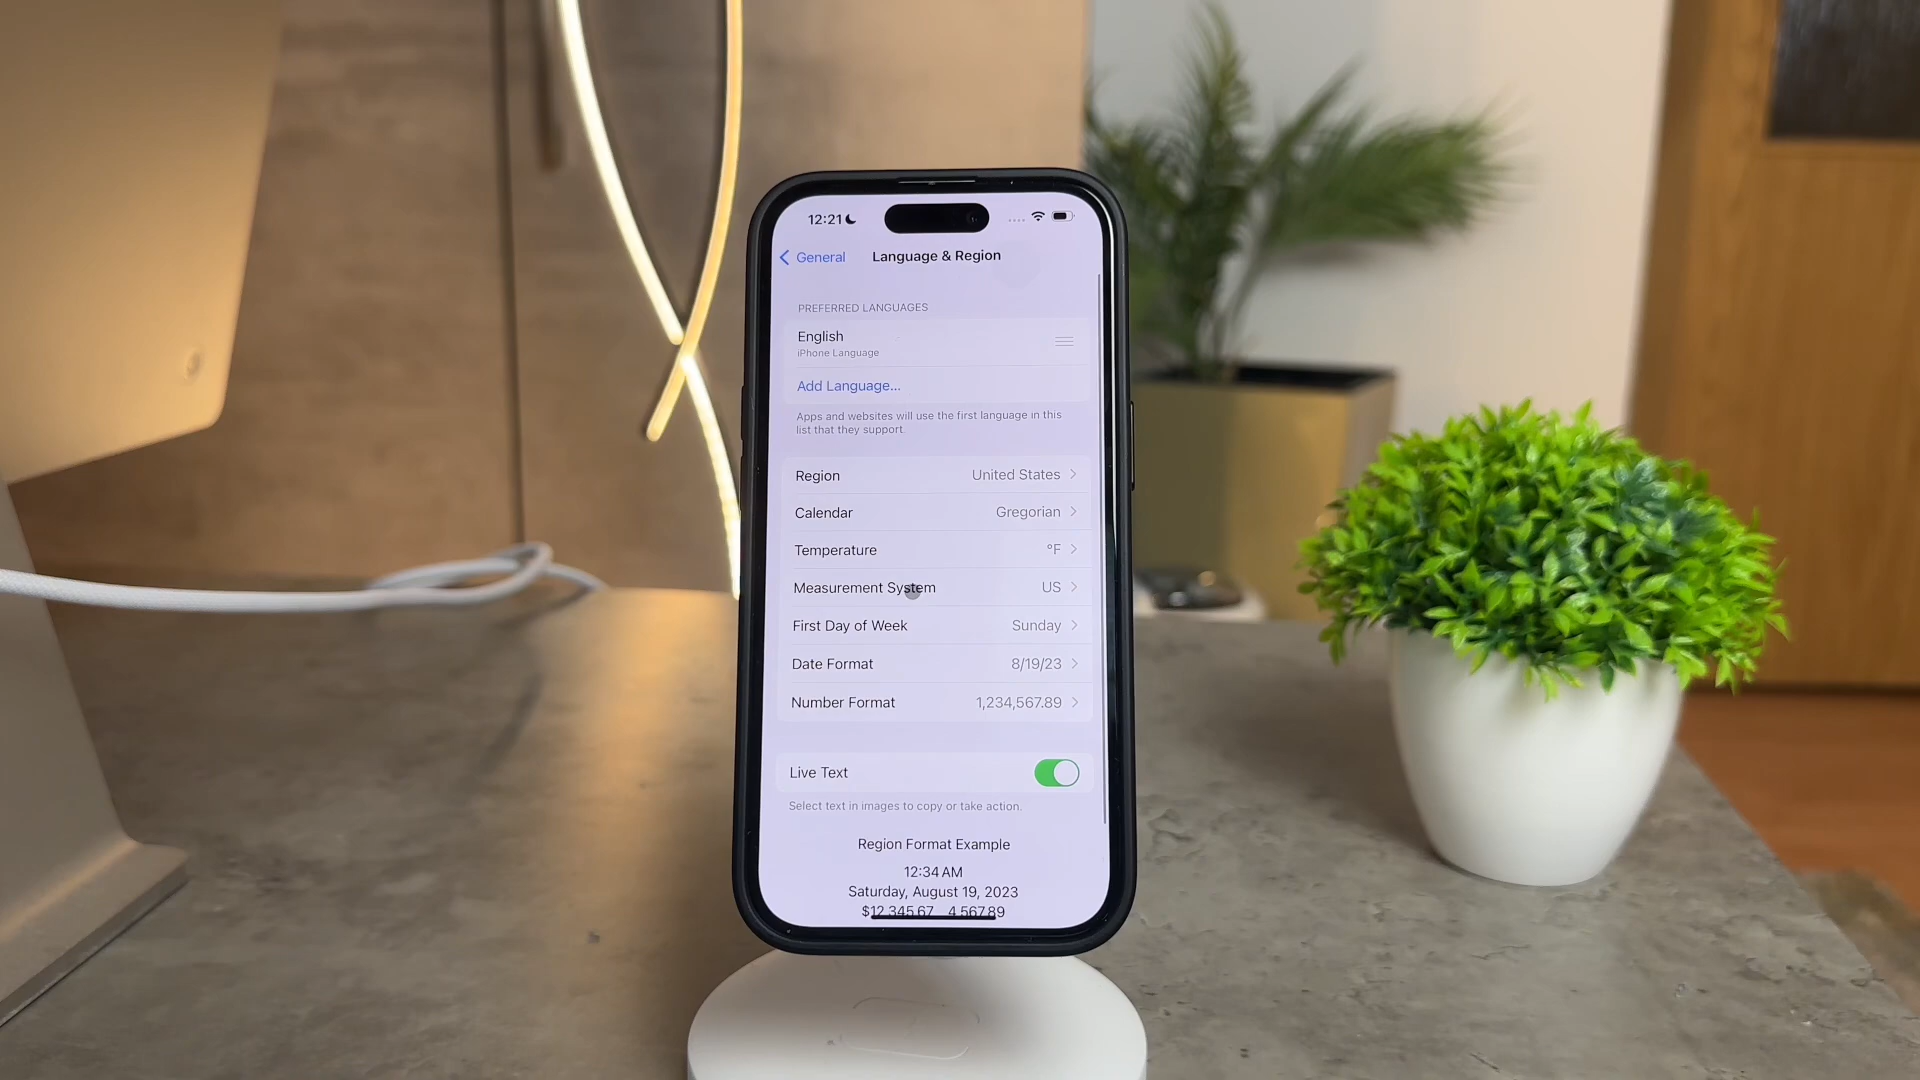 12:21
General
Language & Region
PREFERRED LANGUAGES
English
iPhone Language
Add Language...
Apps and websites will use the first language in this
list that they support.
Region United States
Calendar Gregorian
Temperature °F
Measurement System US
First Day of Week Sunday
Date Format 8/19/23
Number Format 1,234,567.89
Live Text
Select text in images to copy or take action.
Region Format Example
12:34 AM
Saturday, August 19, 2023
$12,345.67 4,567.89